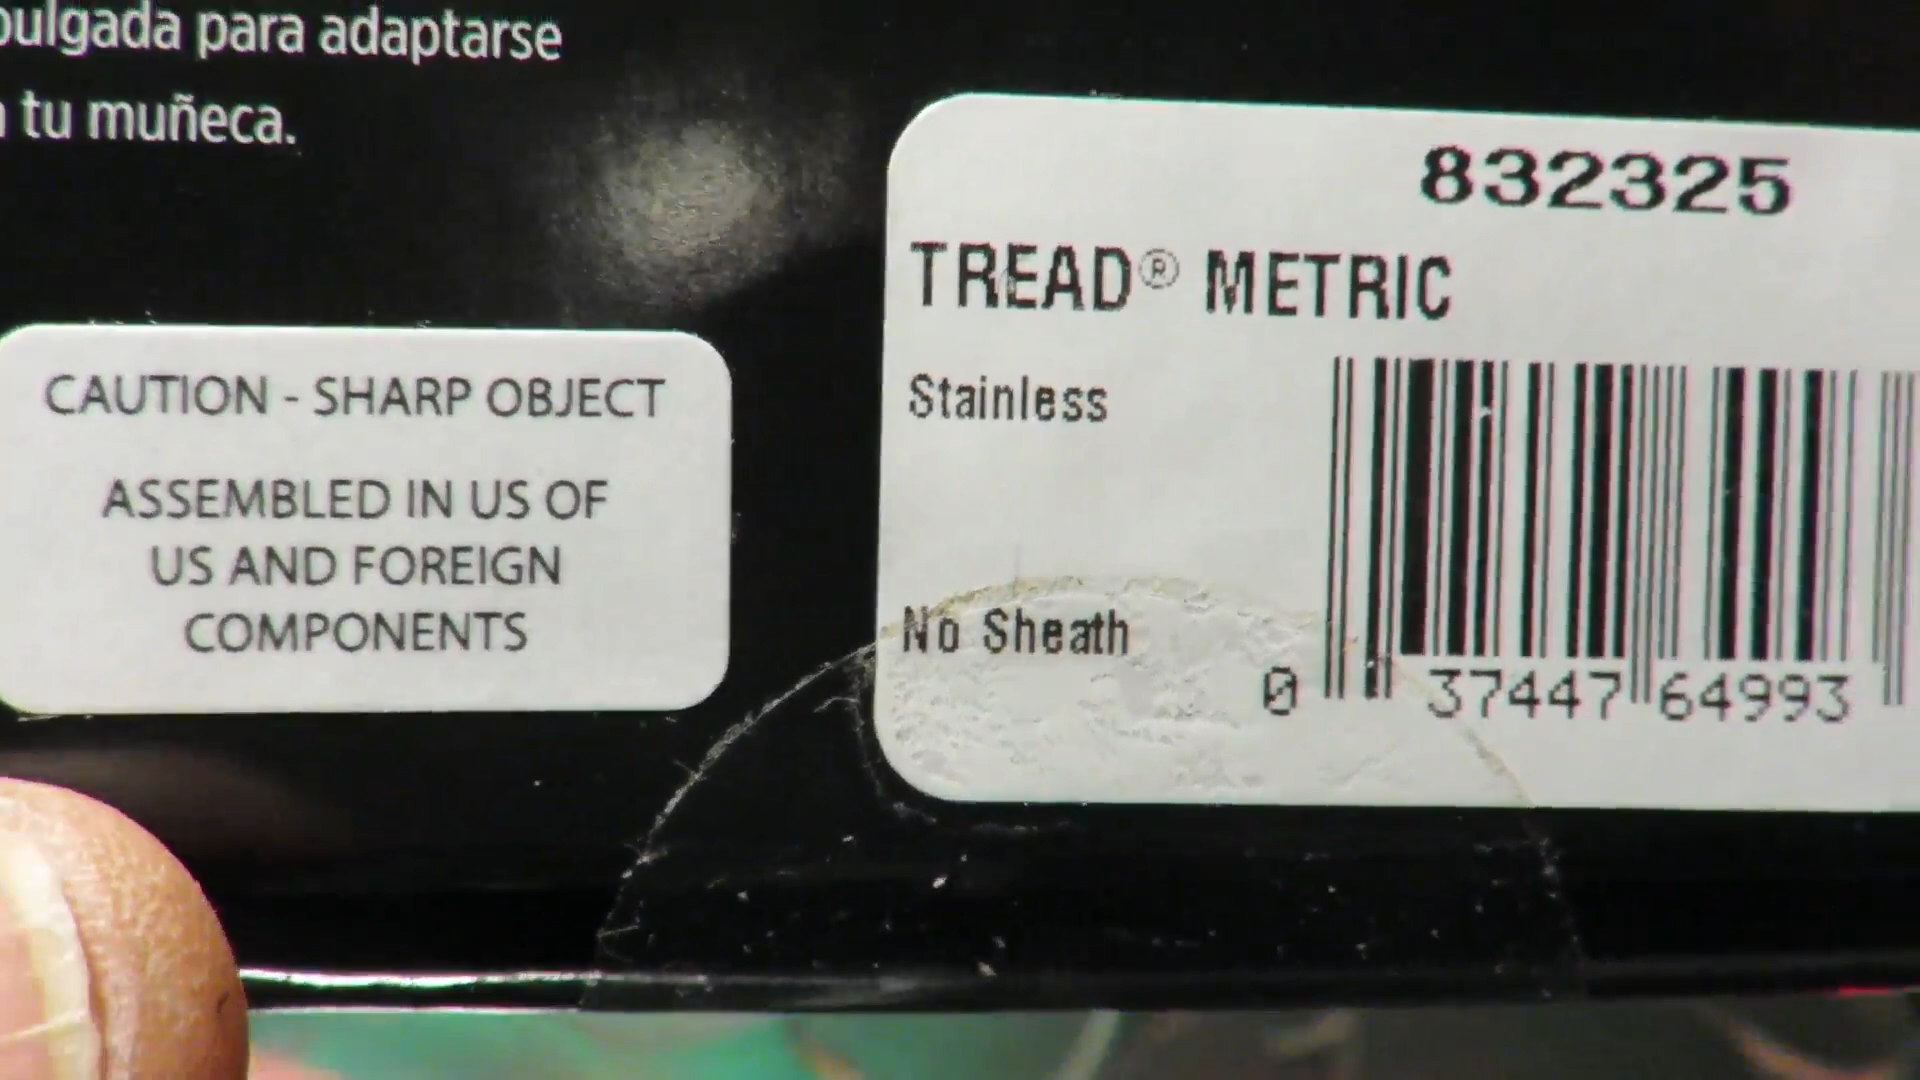 pulgada para adaptarse
a tu muñeca.
CAUTION - SHARP OBJECT
ASSEMBLED IN US OF
US AND FOREIGN
COMPONENTS
832325
TREAD® METRIC
Stainless
No Sheath
0 37447 64993